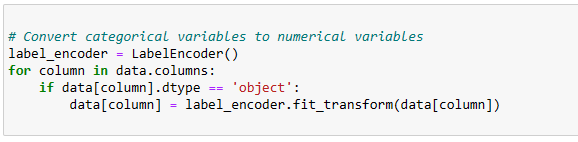 # Convert categorical variables to numerical variables
label_encoder = LabelEncoder()
for column in data.columns:
    if data[column].dtype == 'object':
        data[column] = label_encoder.fit_transform(data[column])